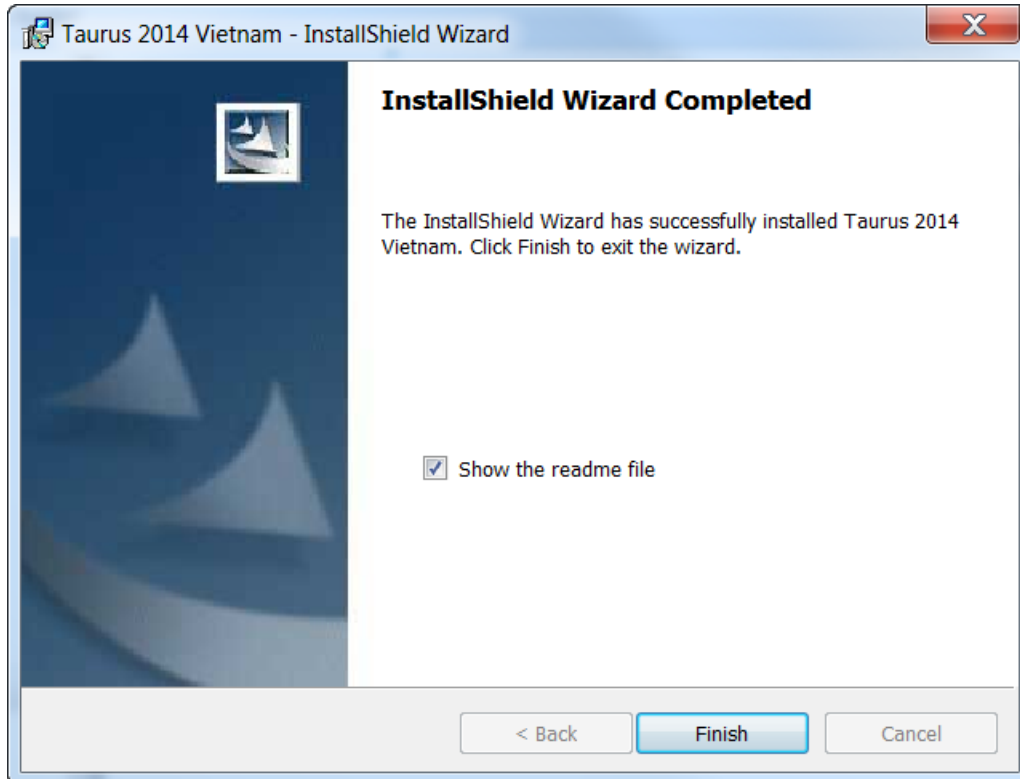 Taurus 2014 Vietnam - InstallShield Wizard
InstallShield Wizard Completed
The InstallShield Wizard has successfully installed Taurus 2014
Vietnam. Click Finish to exit the wizard.
Show the readme file
< Back
Finish
Cancel